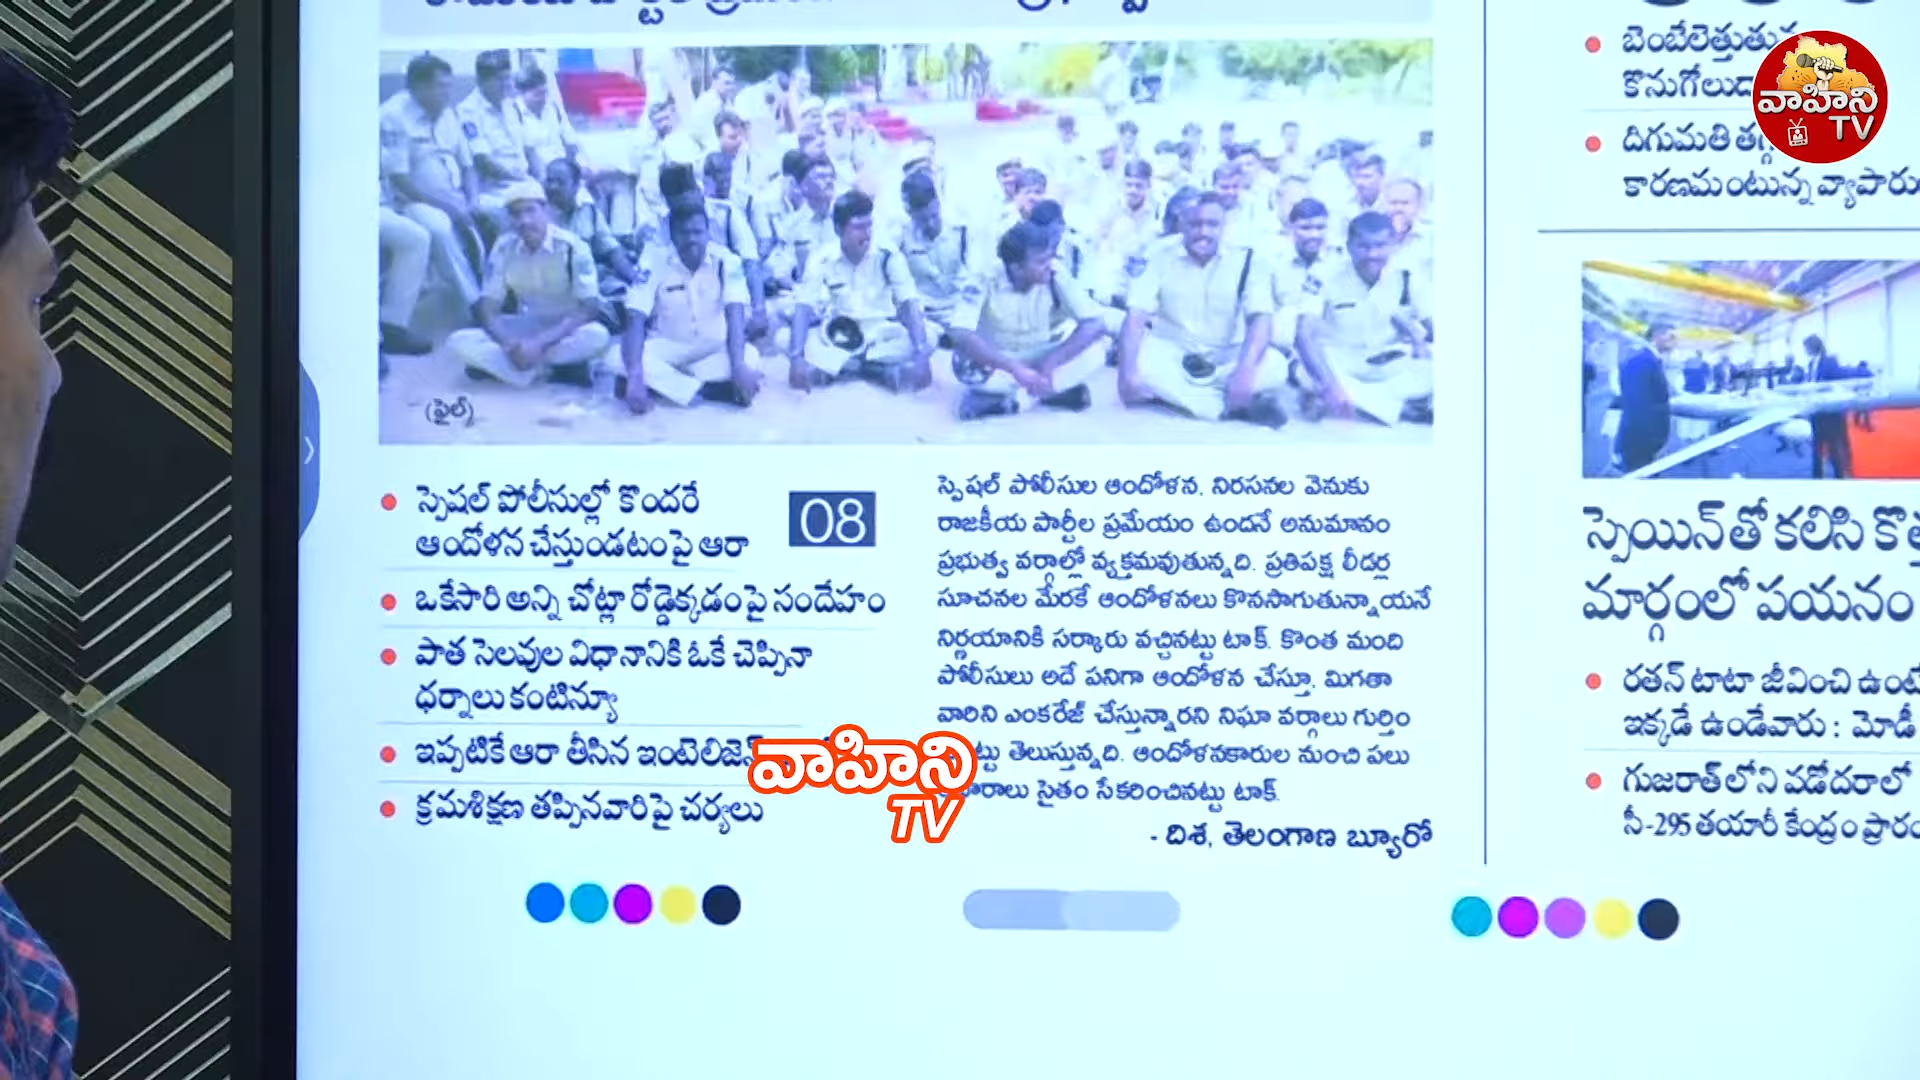 (ఫైల్)
స్పెషల్ పోలీసుల్లో కొందరే
ఆందోళన చేస్తుండటంపై ఆరా
08
ఒకేసారి అన్ని చోట్లా రోడ్డెక్కడంపై సందేహం
పాత సెలవుల విధానానికి ఓకే చెప్పినా
ధర్నాలు కంటిన్యూ
ఇప్పటికే ఆరా తీసిన
క్రమశిక్షణ తప్పినవారిపై చర్యలు
స్పెషల్ పోలీసుల ఆందోళన, నిరసనల వెనుకు
రాజకీయ పార్టీల ప్రమేయం ఉందనే అనుమానం
ప్రభుత్వ వర్గాల్లో వ్యక్తమవుతున్నది. ప్రతిపక్ష లీడర్ల
సూచనల మేరకే ఆందోళనలు కొనసాగుతున్నాయనే
నిర్ణయానికి సర్కారు వచ్చినట్టు టాక్. కొంత మంది
పోలీసులు అదే పనిగా ఆందోళన చేస్తూ, మిగతా
వారిని ఎంకరేజ్ చేస్తున్నారని నిఘా వర్గాలు గుర్తిం
తెలుస్తున్నది. ఆందోళనకారుల నుంచి పలు
సైతం సేకరించినట్టు టాక్.
- దిశ, తెలంగాణ బ్యూరో
వాహిని
TV
బెంబేలెత్తుతున్న
దిగుమతి
కారణమంటున్న
స్పెయిన్‌తో కలిసి
మార్గంలో పయనం
రతన్ టాటా జీవించి
ఇక్కడే ఉండేవారు : మోడీ
గుజరాత్‌లోని వడోదరాలో
సీ-295 తయారీ కేంద్రం
వాహిని
TV